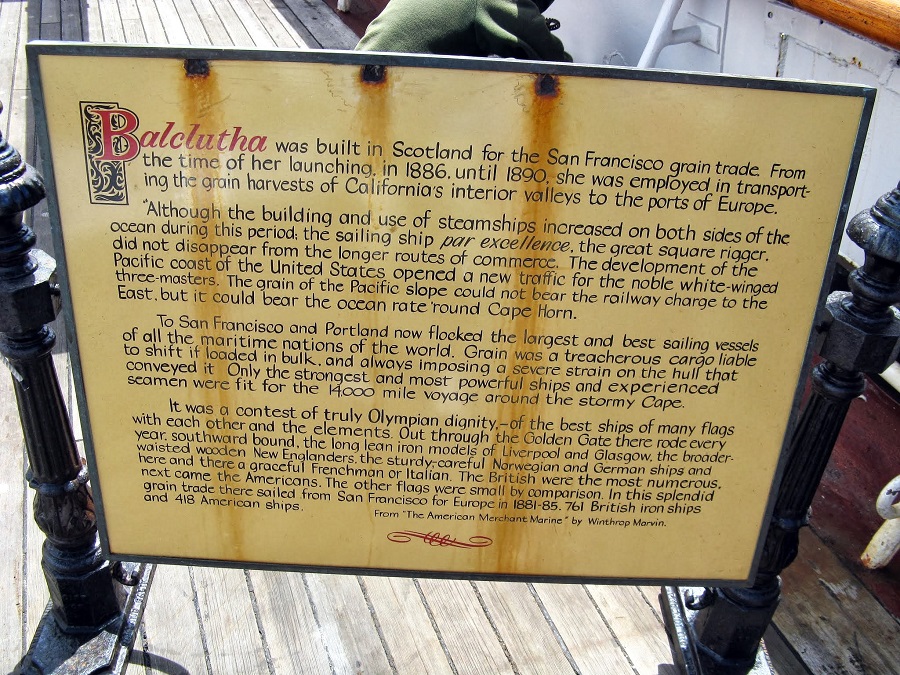 Balclutha was built in Scotland for the San Francisco grain trade. From
the time of her launching, in 1886, until 1890, she was employed in transport-
ing the grain harvests of California's interior valleys to the ports of Europe.
"Although the building and use of steamships increased on both sides of the
ocean during this period; the sailing ship par excellence, the great square rigger,
did not disappear from the longer routes of commerce. The development of the
Pacific coast of the United States opened a new traffic for the noble white-winged
three-masters. The grain of the Pacific slope could not bear the railway charge to the
East, but it could bear the ocean rate 'round Cape Horn.
To San Francisco and Portland now flocked the largest and best sailing vessels
of all the maritime nations of the world. Grain was a treacherous cargo liable
to shift if loaded in bulk, and always imposing a severe strain on the hull that
conveyed it. Only the strongest and most powerful ships and experienced
seamen were fit for the 14,000 mile voyage around the stormy Cape.
It was a contest of truly Olympian dignity,-of the best ships of many flags
with each other and the elements. Out through the Golden Gate there rode every
year, southward bound, the long lean iron models of Liverpool and Glasgow, the broader-
waisted wooden New Englanders, the sturdy, careful Norwegian and German ships and
here and there a graceful Frenchman or Italian. The British were the most numerous,
next came the Americans. The other flags were small by comparison. In this splendid
grain trade there sailed from San Francisco for Europe in 1881-85, 761 British iron ships
and 418 American ships.
From "The American Merchant Marine" by Winthrop Marvin.